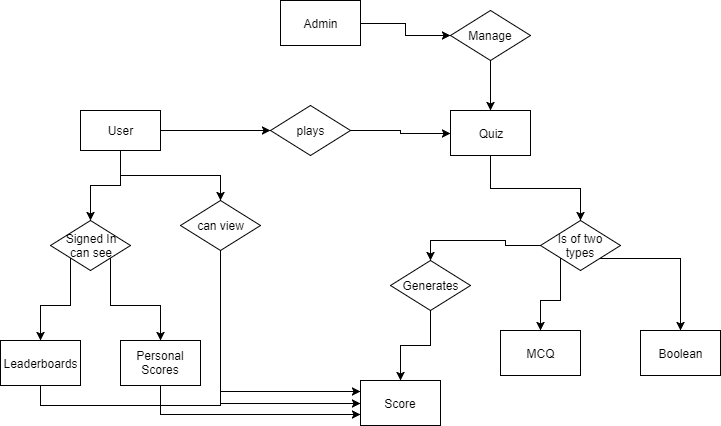 Admin
Manage
User
plays
Quiz
Signed In
can see
can view
Is of two
types
Generates
Leaderboards
Personal
Scores
MCQ
Boolean
Score